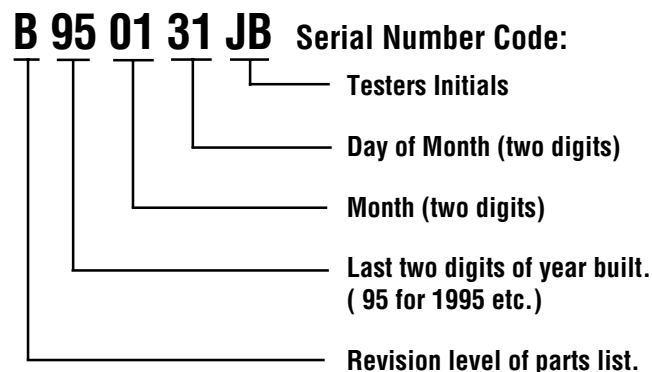 B 95 01 31 JB Serial Number Code:
Testers Initials
Day of Month (two digits)
Month (two digits)
Last two digits of year built.
( 95 for 1995 etc.)
Revision level of parts list.